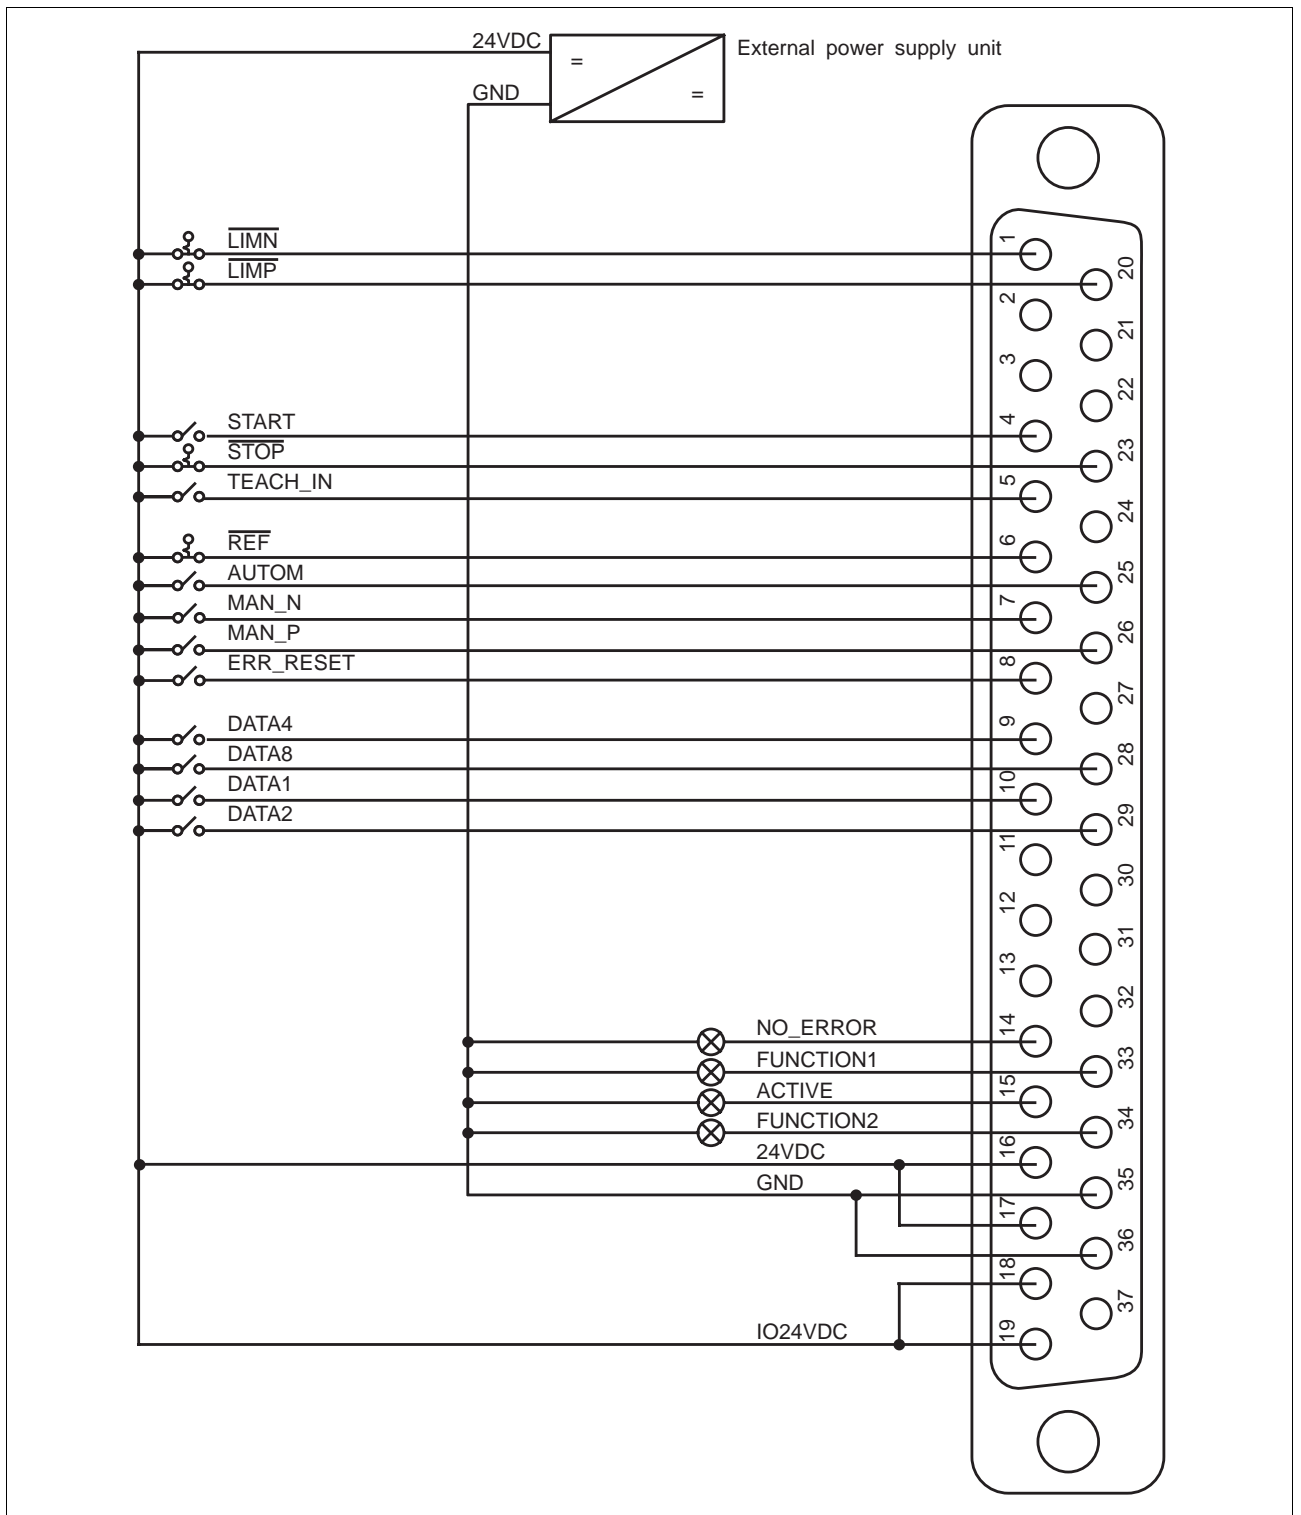 24VDC
=
=
External power supply unit
GND
LIMN
LIMP
START
STOP
TEACH_IN
REF
AUTOM
MAN_N
MAN_P
ERR_RESET
DATA4
DATA8
DATA1
DATA2
NO_ERROR
FUNCTION1
ACTIVE
FUNCTION2
24VDC
GND
IO24VDC
1
2
3
4
5
6
7
8
9
10
11
12
13
14
15
16
17
18
19
20
21
22
23
24
25
26
27
28
29
30
31
32
33
34
35
36
37